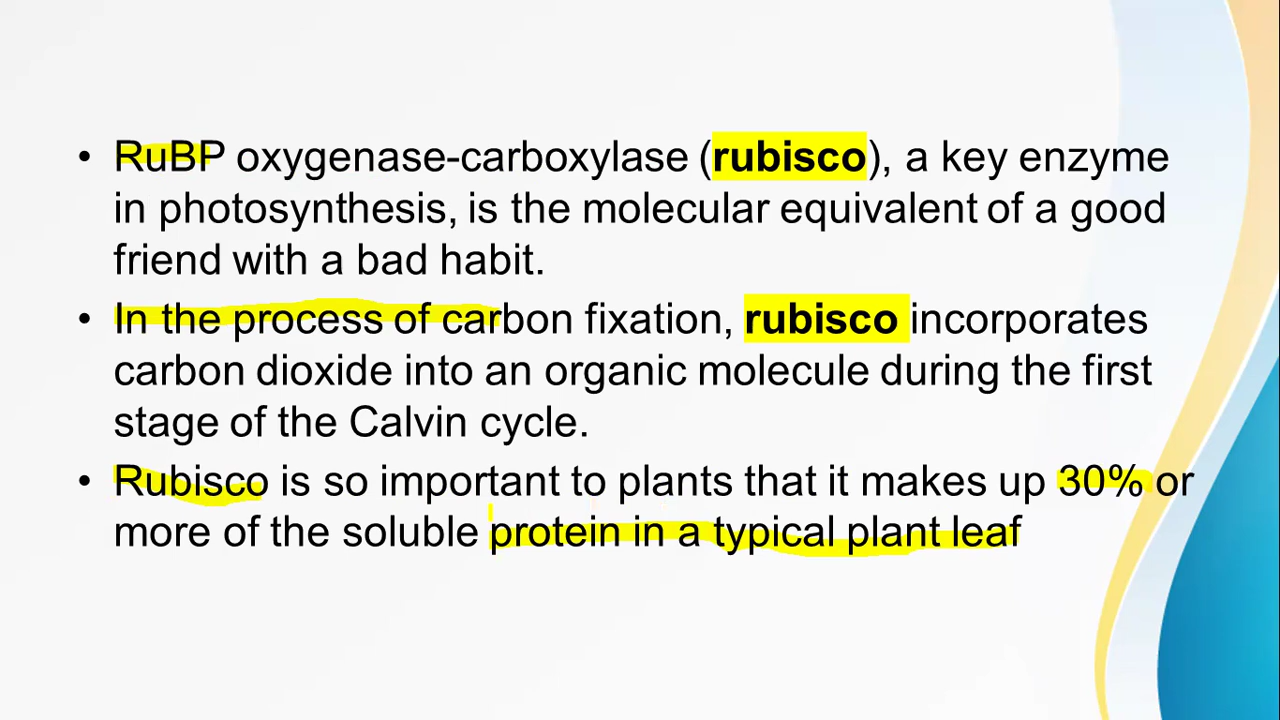 • RuBP oxygenase-carboxylase (rubisco), a key enzyme
in photosynthesis, is the molecular equivalent of a good
friend with a bad habit.
• In the process of carbon fixation, rubisco incorporates
carbon dioxide into an organic molecule during the first
stage of the Calvin cycle.
• Rubisco is so important to plants that it makes up 30% or
more of the soluble protein in a typical plant leaf